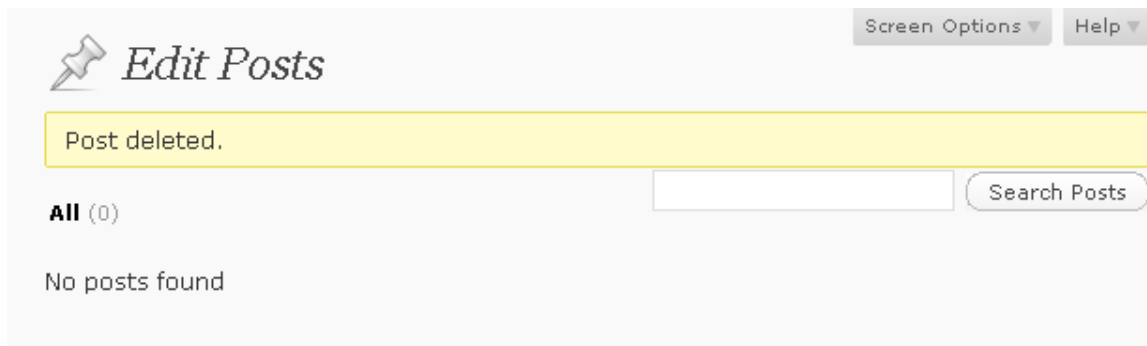 Screen Options Help
Edit Posts
Post deleted.
Search Posts
All (0)
No posts found